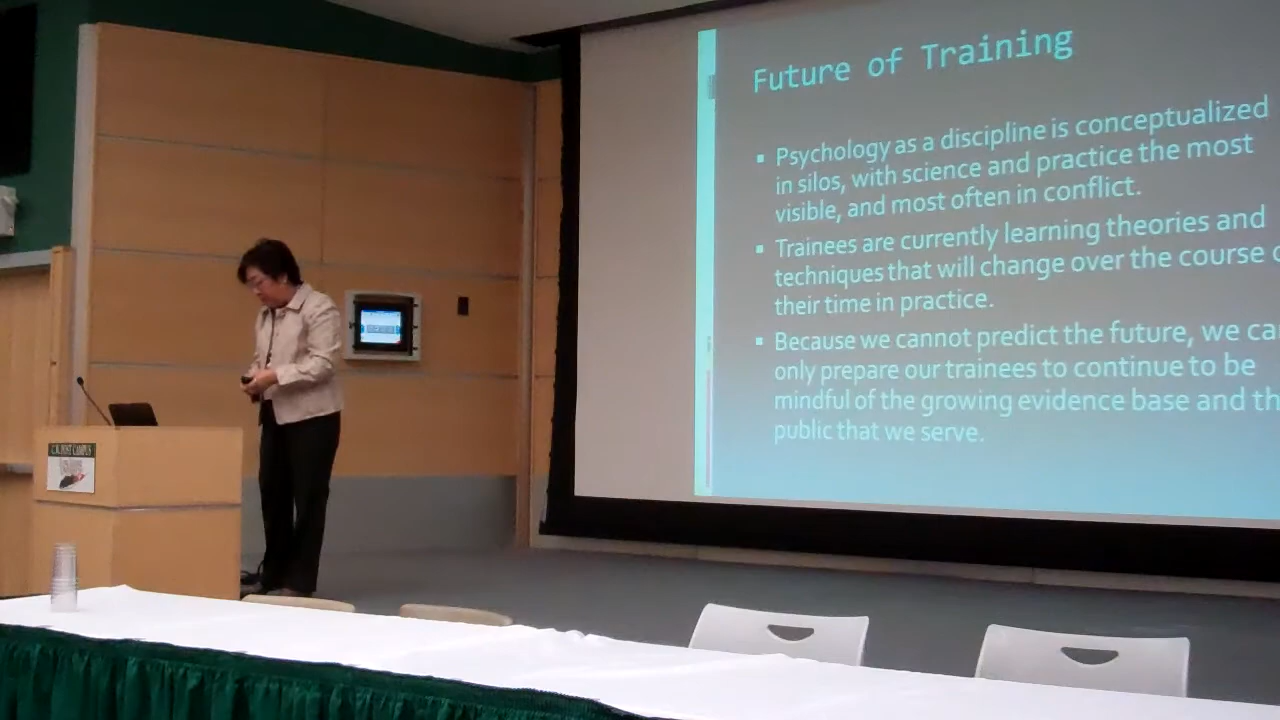 Future of Training
▪ Psychology as a discipline is conceptualized
in silos, with science and practice the most
visible, and most often in conflict.
▪ Trainees are currently learning theories and
techniques that will change over the course
their time in practice.
▪ Because we cannot predict the future, we
only prepare our trainees to continue to be
mindful of the growing evidence base and
public that we serve.
C.W. POST CAMPUS